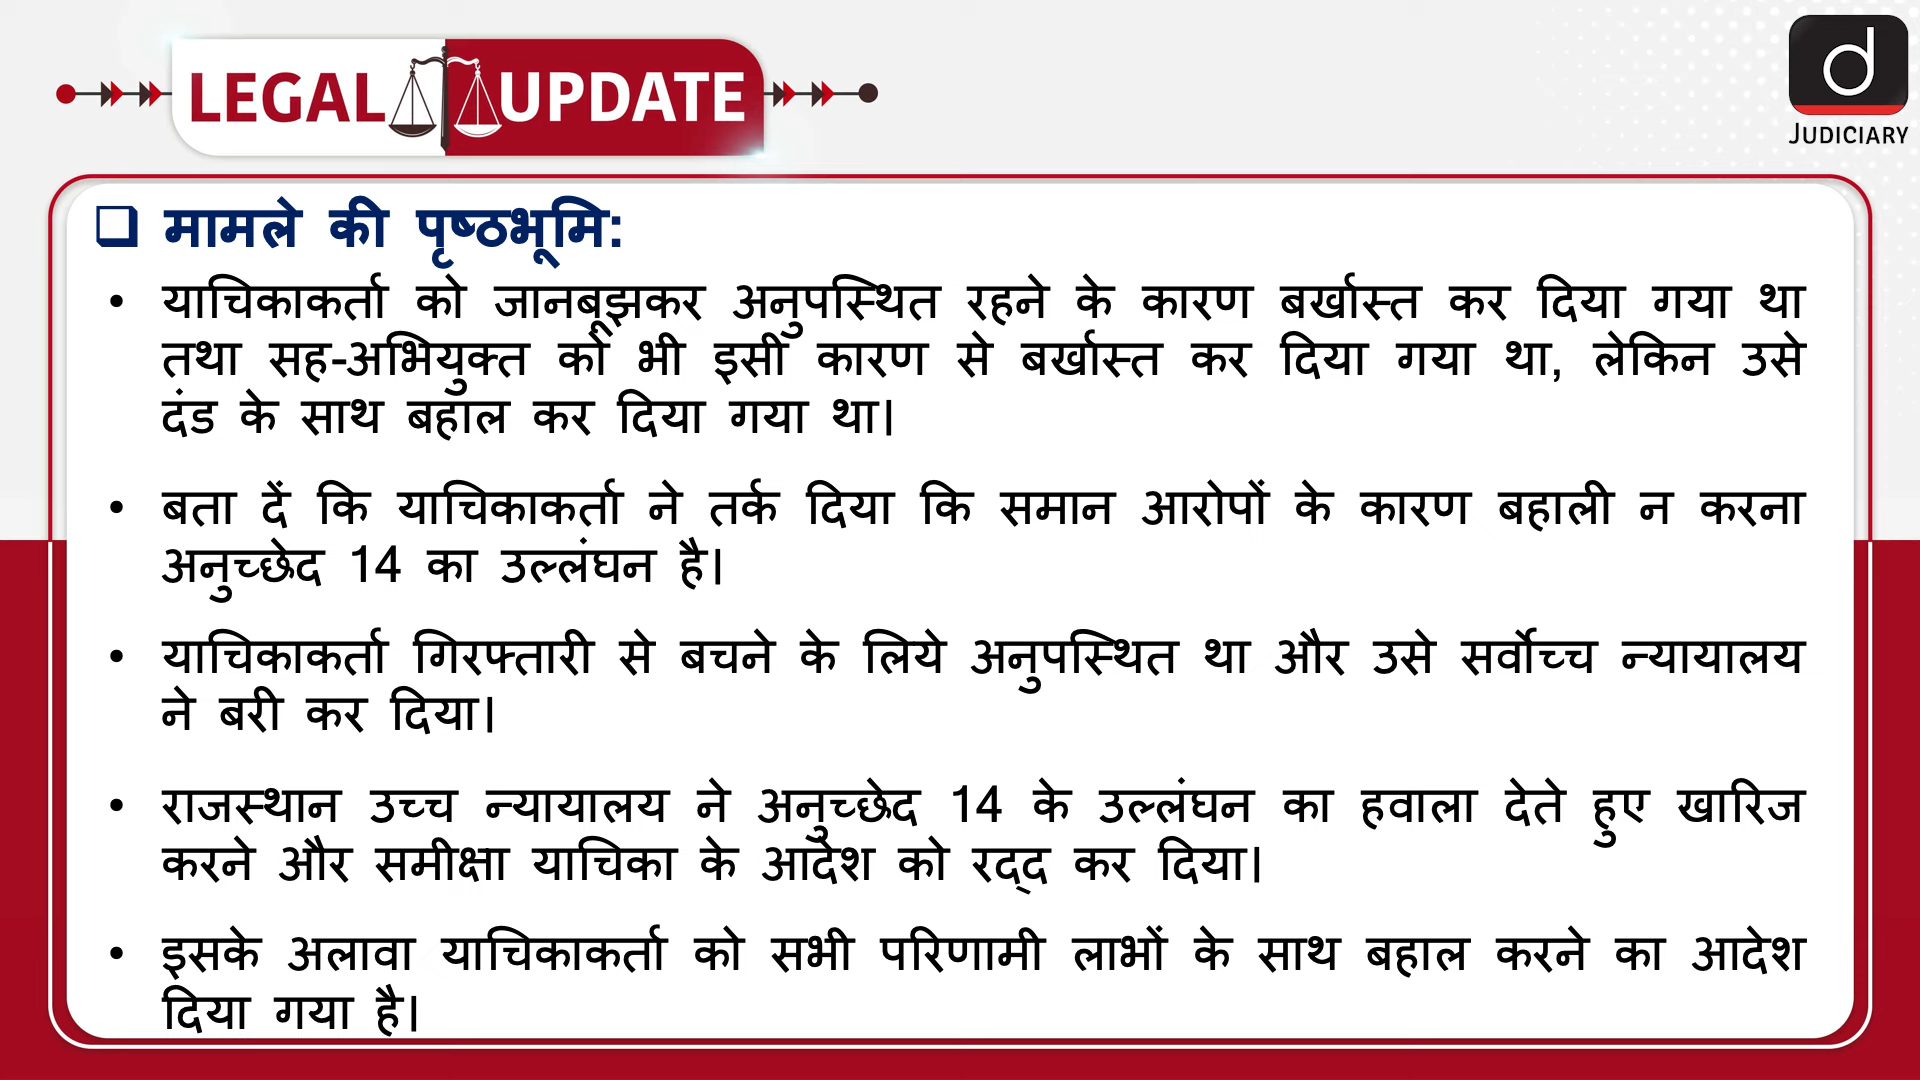 LEGAL UPDATE
d
JUDICIARY
❑ मामले की पृष्ठभूमि:
• याचिकाकर्ता को जानबूझकर अनुपस्थित रहने के कारण बर्खास्त कर दिया गया था
तथा सह-अभियुक्त को भी इसी कारण से बर्खास्त कर दिया गया था, लेकिन उसे
दंड के साथ बहाल कर दिया गया था।
• बता दें कि याचिकाकर्ता ने तर्क दिया कि समान आरोपों के कारण बहाली न करना
अनुच्छेद 14 का उल्लंघन है।
• याचिकाकर्ता गिरफ्तारी से बचने के लिये अनुपस्थित था और उसे सर्वोच्च न्यायालय
ने बरी कर दिया।
• राजस्थान उच्च न्यायालय ने अनुच्छेद 14 के उल्लंघन का हवाला देते हुए खारिज
करने और समीक्षा याचिका के आदेश को रद्द कर दिया।
• इसके अलावा याचिकाकर्ता को सभी परिणामी लाभों के साथ बहाल करने का आदेश
दिया गया है।